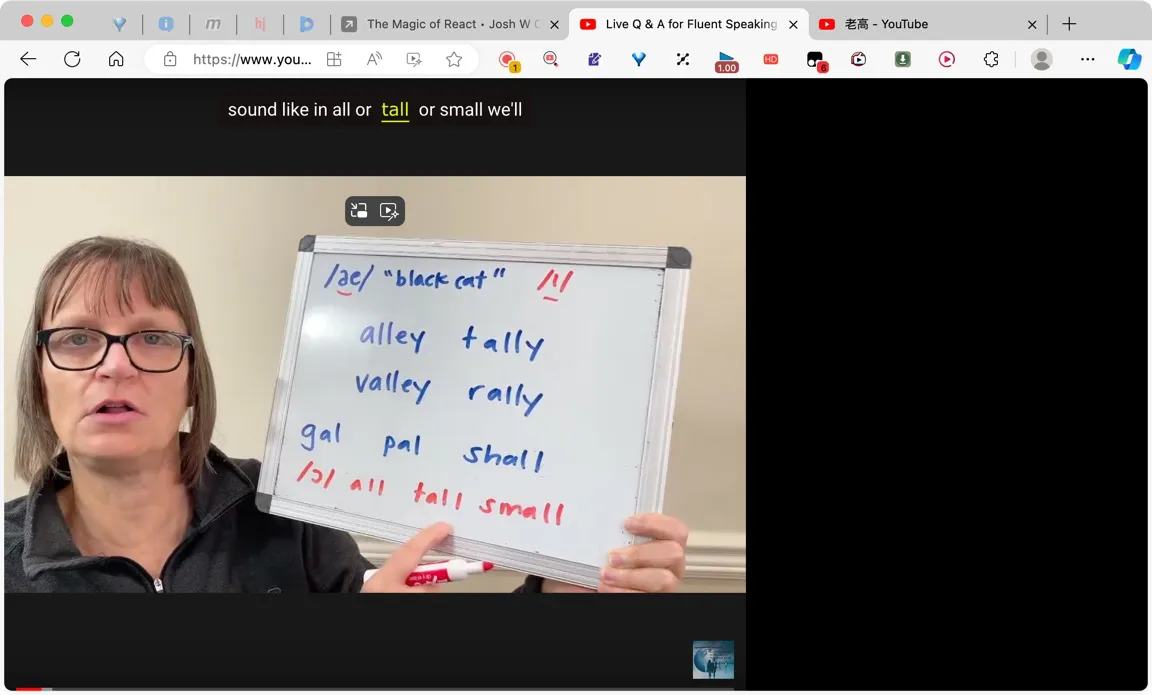 The Magic of React • Josh W C
Live Q & A for Fluent Speaking
老高 - YouTube
https://www.you...
1
1.00
HD
6
sound like in all or tall or small we'll
/æ/ "black cat" /ɪ/
alley tally
valley rally
gal pal shall
/ɔ/ all tall small